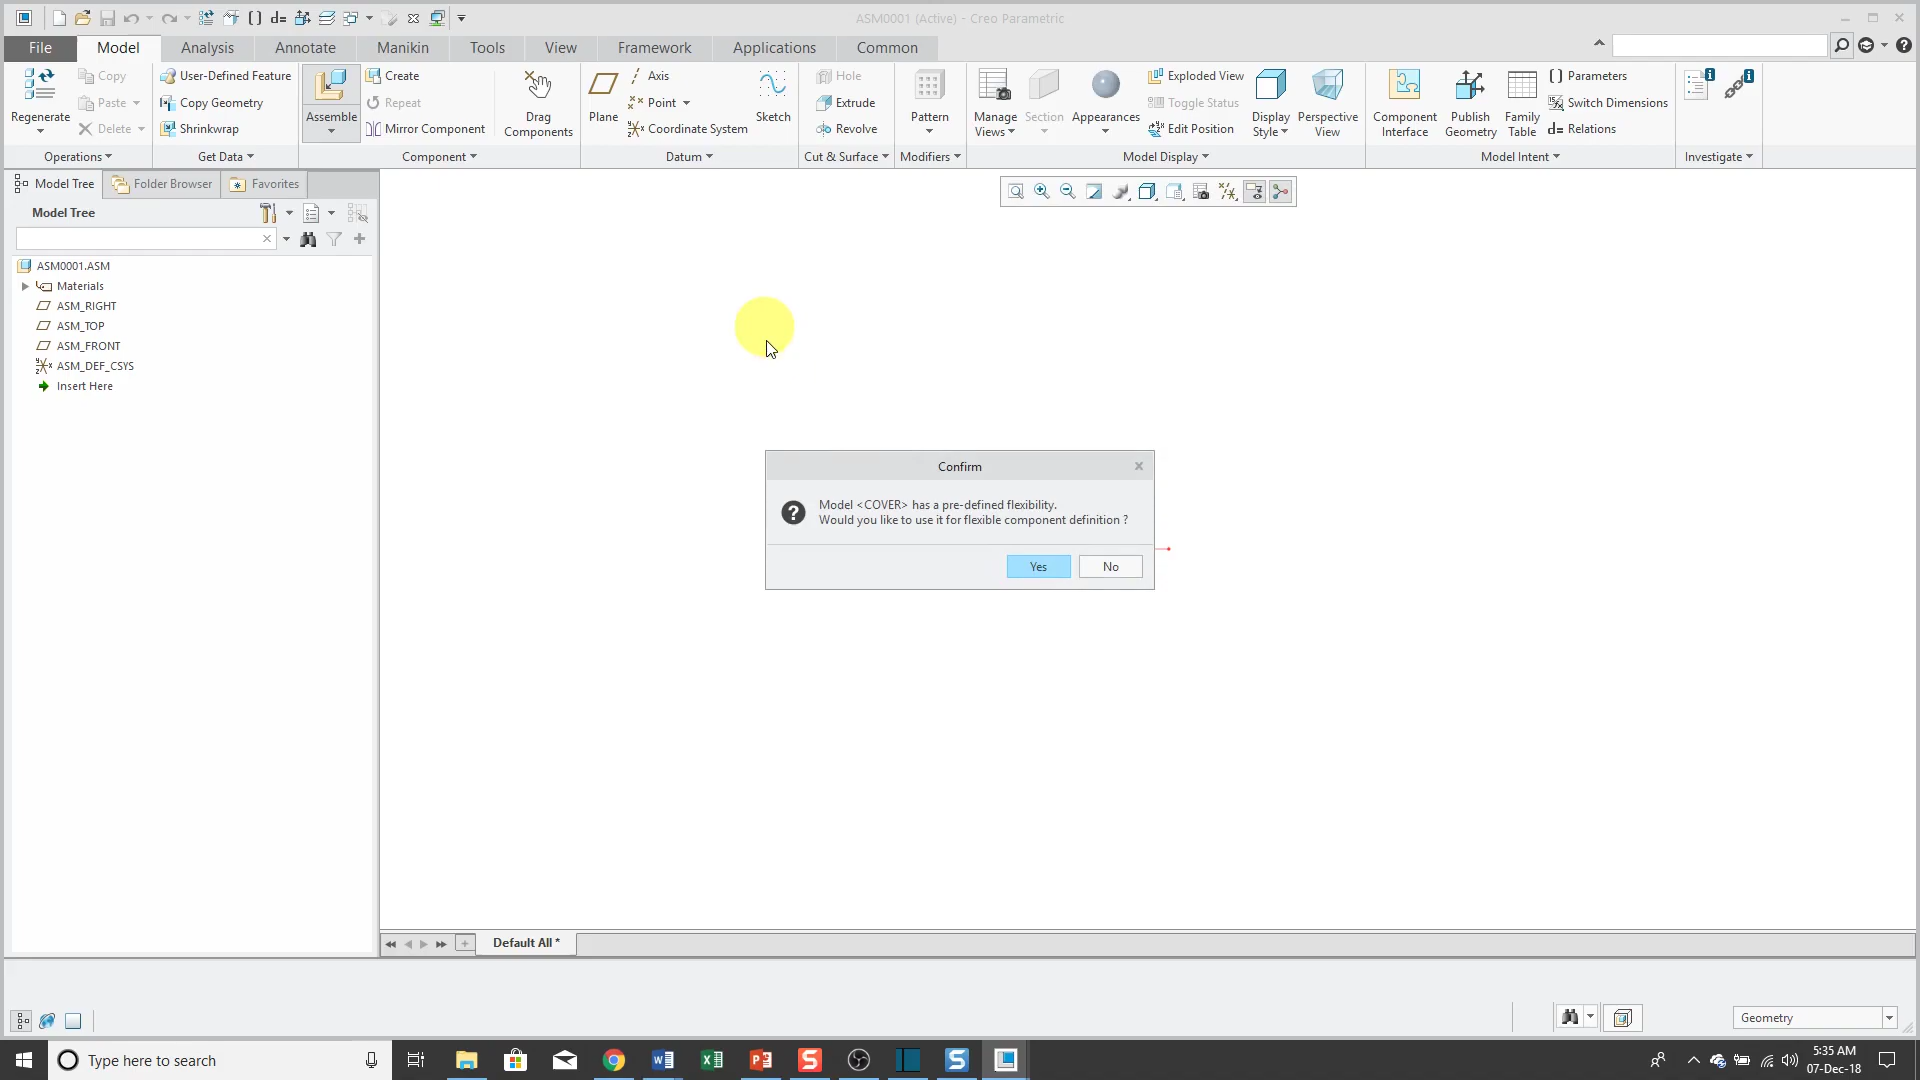 ASM0001 (Active) - Creo Parametric
File
Model
Analysis
Annotate
Manikin
Tools
View
Framework
Applications
Common
Regenerate
Copy
Paste
Delete
User-Defined Feature
Copy Geometry
Shrinkwrap
Assemble
Create
Repeat
Mirror Component
Drag
Components
Plane
Axis
Point
Coordinate System
Sketch
Hole
Extrude
Revolve
Pattern
Manage
Views
Section
Appearances
Exploded View
Toggle Status
Edit Position
Display
Style
Perspective
View
Component
Interface
Publish
Geometry
Family
Table
Parameters
Switch Dimensions
Relations
Operations
Get Data
Component
Datum
Cut & Surface
Modifiers
Model Display
Model Intent
Investigate
Model Tree
Folder Browser
Favorites
Model Tree
ASM0001.ASM
Materials
ASM_RIGHT
ASM_TOP
ASM_FRONT
ASM_DEF_CSYS
Insert Here
Confirm
Model <COVER> has a pre-defined flexibility.
Would you like to use it for flexible component definition ?
Yes
No
Default All *
Geometry
Type here to search
5:35 AM
07-Dec-18